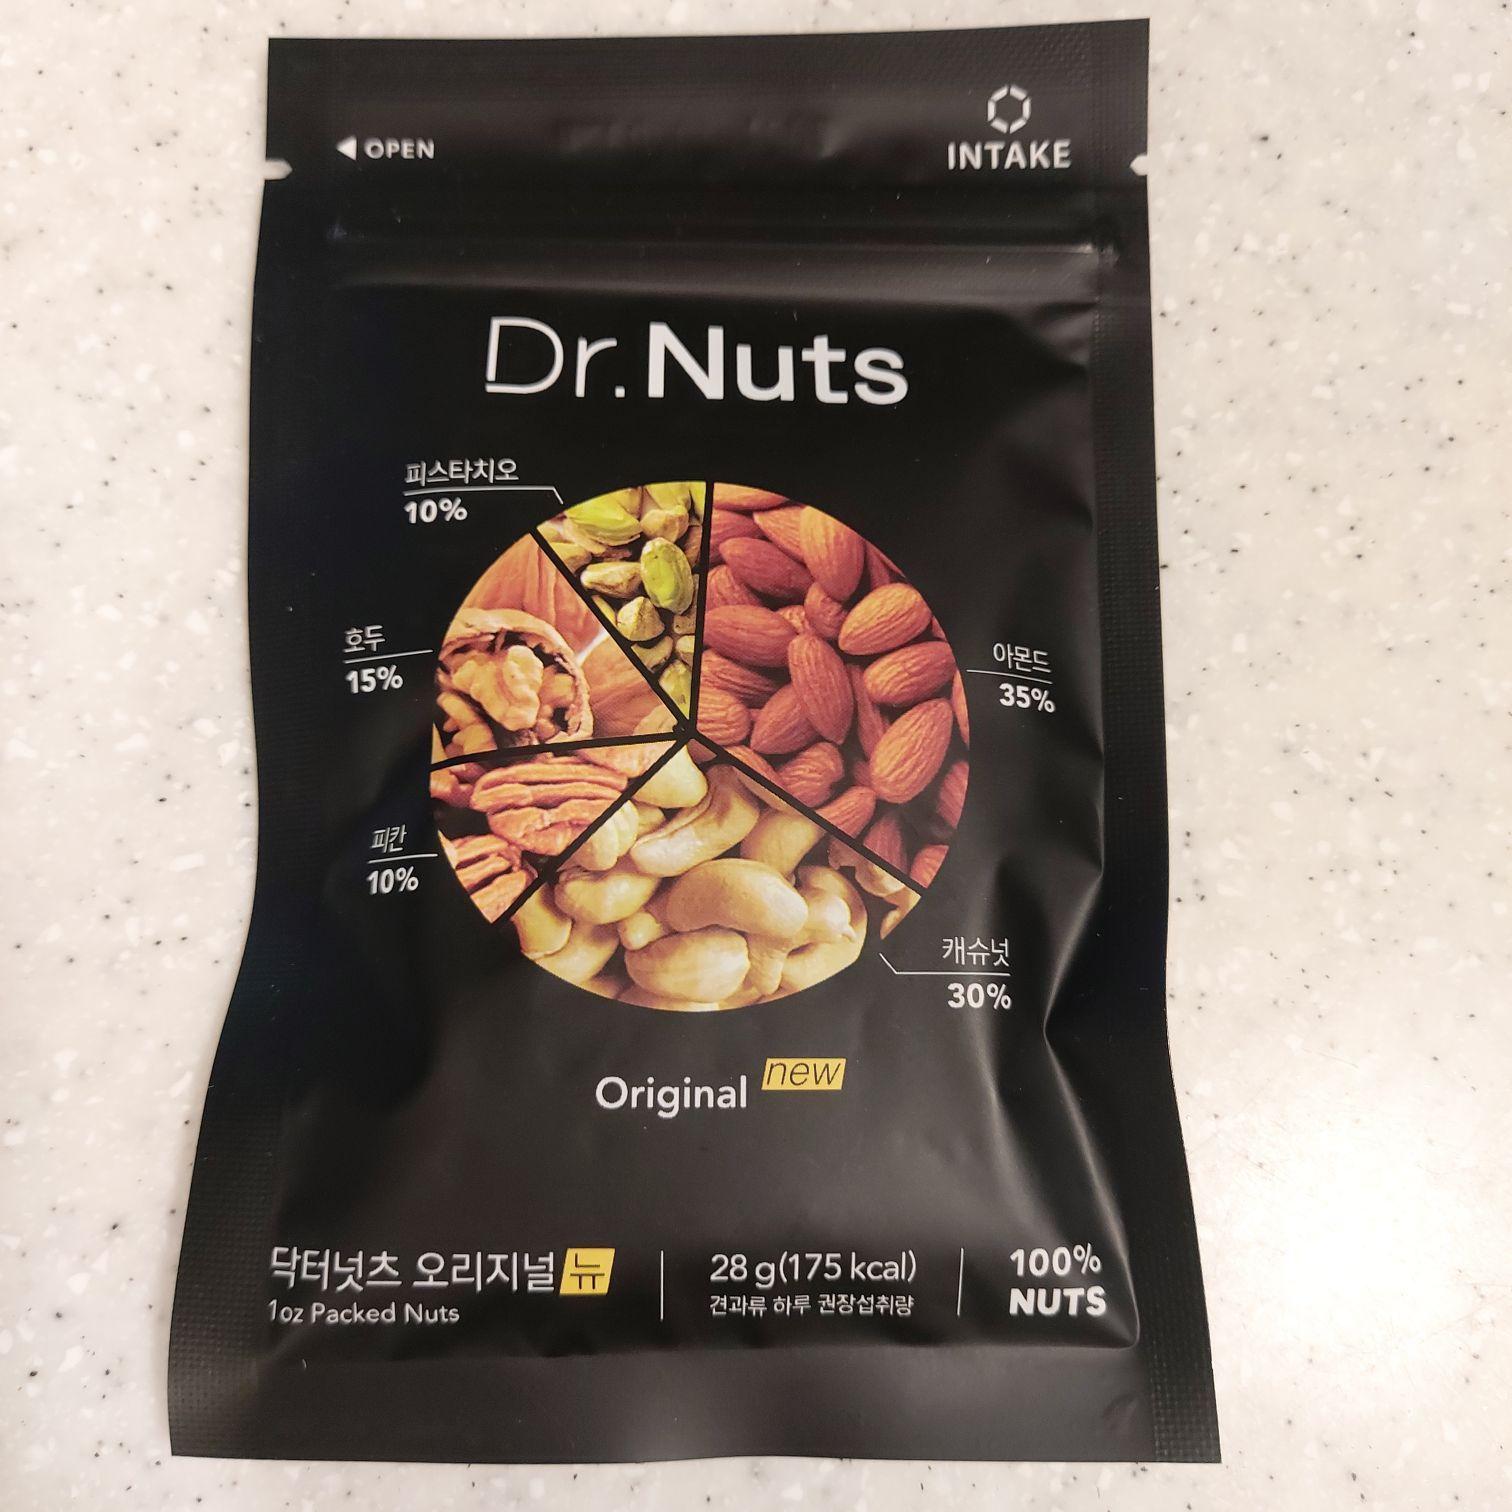 OPEN
INTAKE
Dr.Nuts
피스타치오
10%
호두
15%
아몬드
35%
피칸
10%
캐슈넛
30%
Original new
닥터넛츠 오리지널 뉴
1oz Packed Nuts
28 g(175 kcal)
견과류 하루 권장섭취량
100%
NUTS